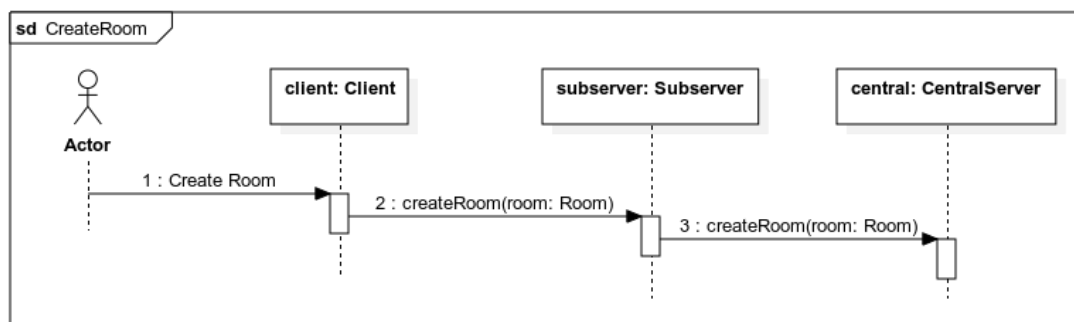 sd CreateRoom
client: Client
subserver: Subserver
central: CentralServer
Actor
1 : Create Room
2 : createRoom(room: Room)
3 : createRoom(room: Room)